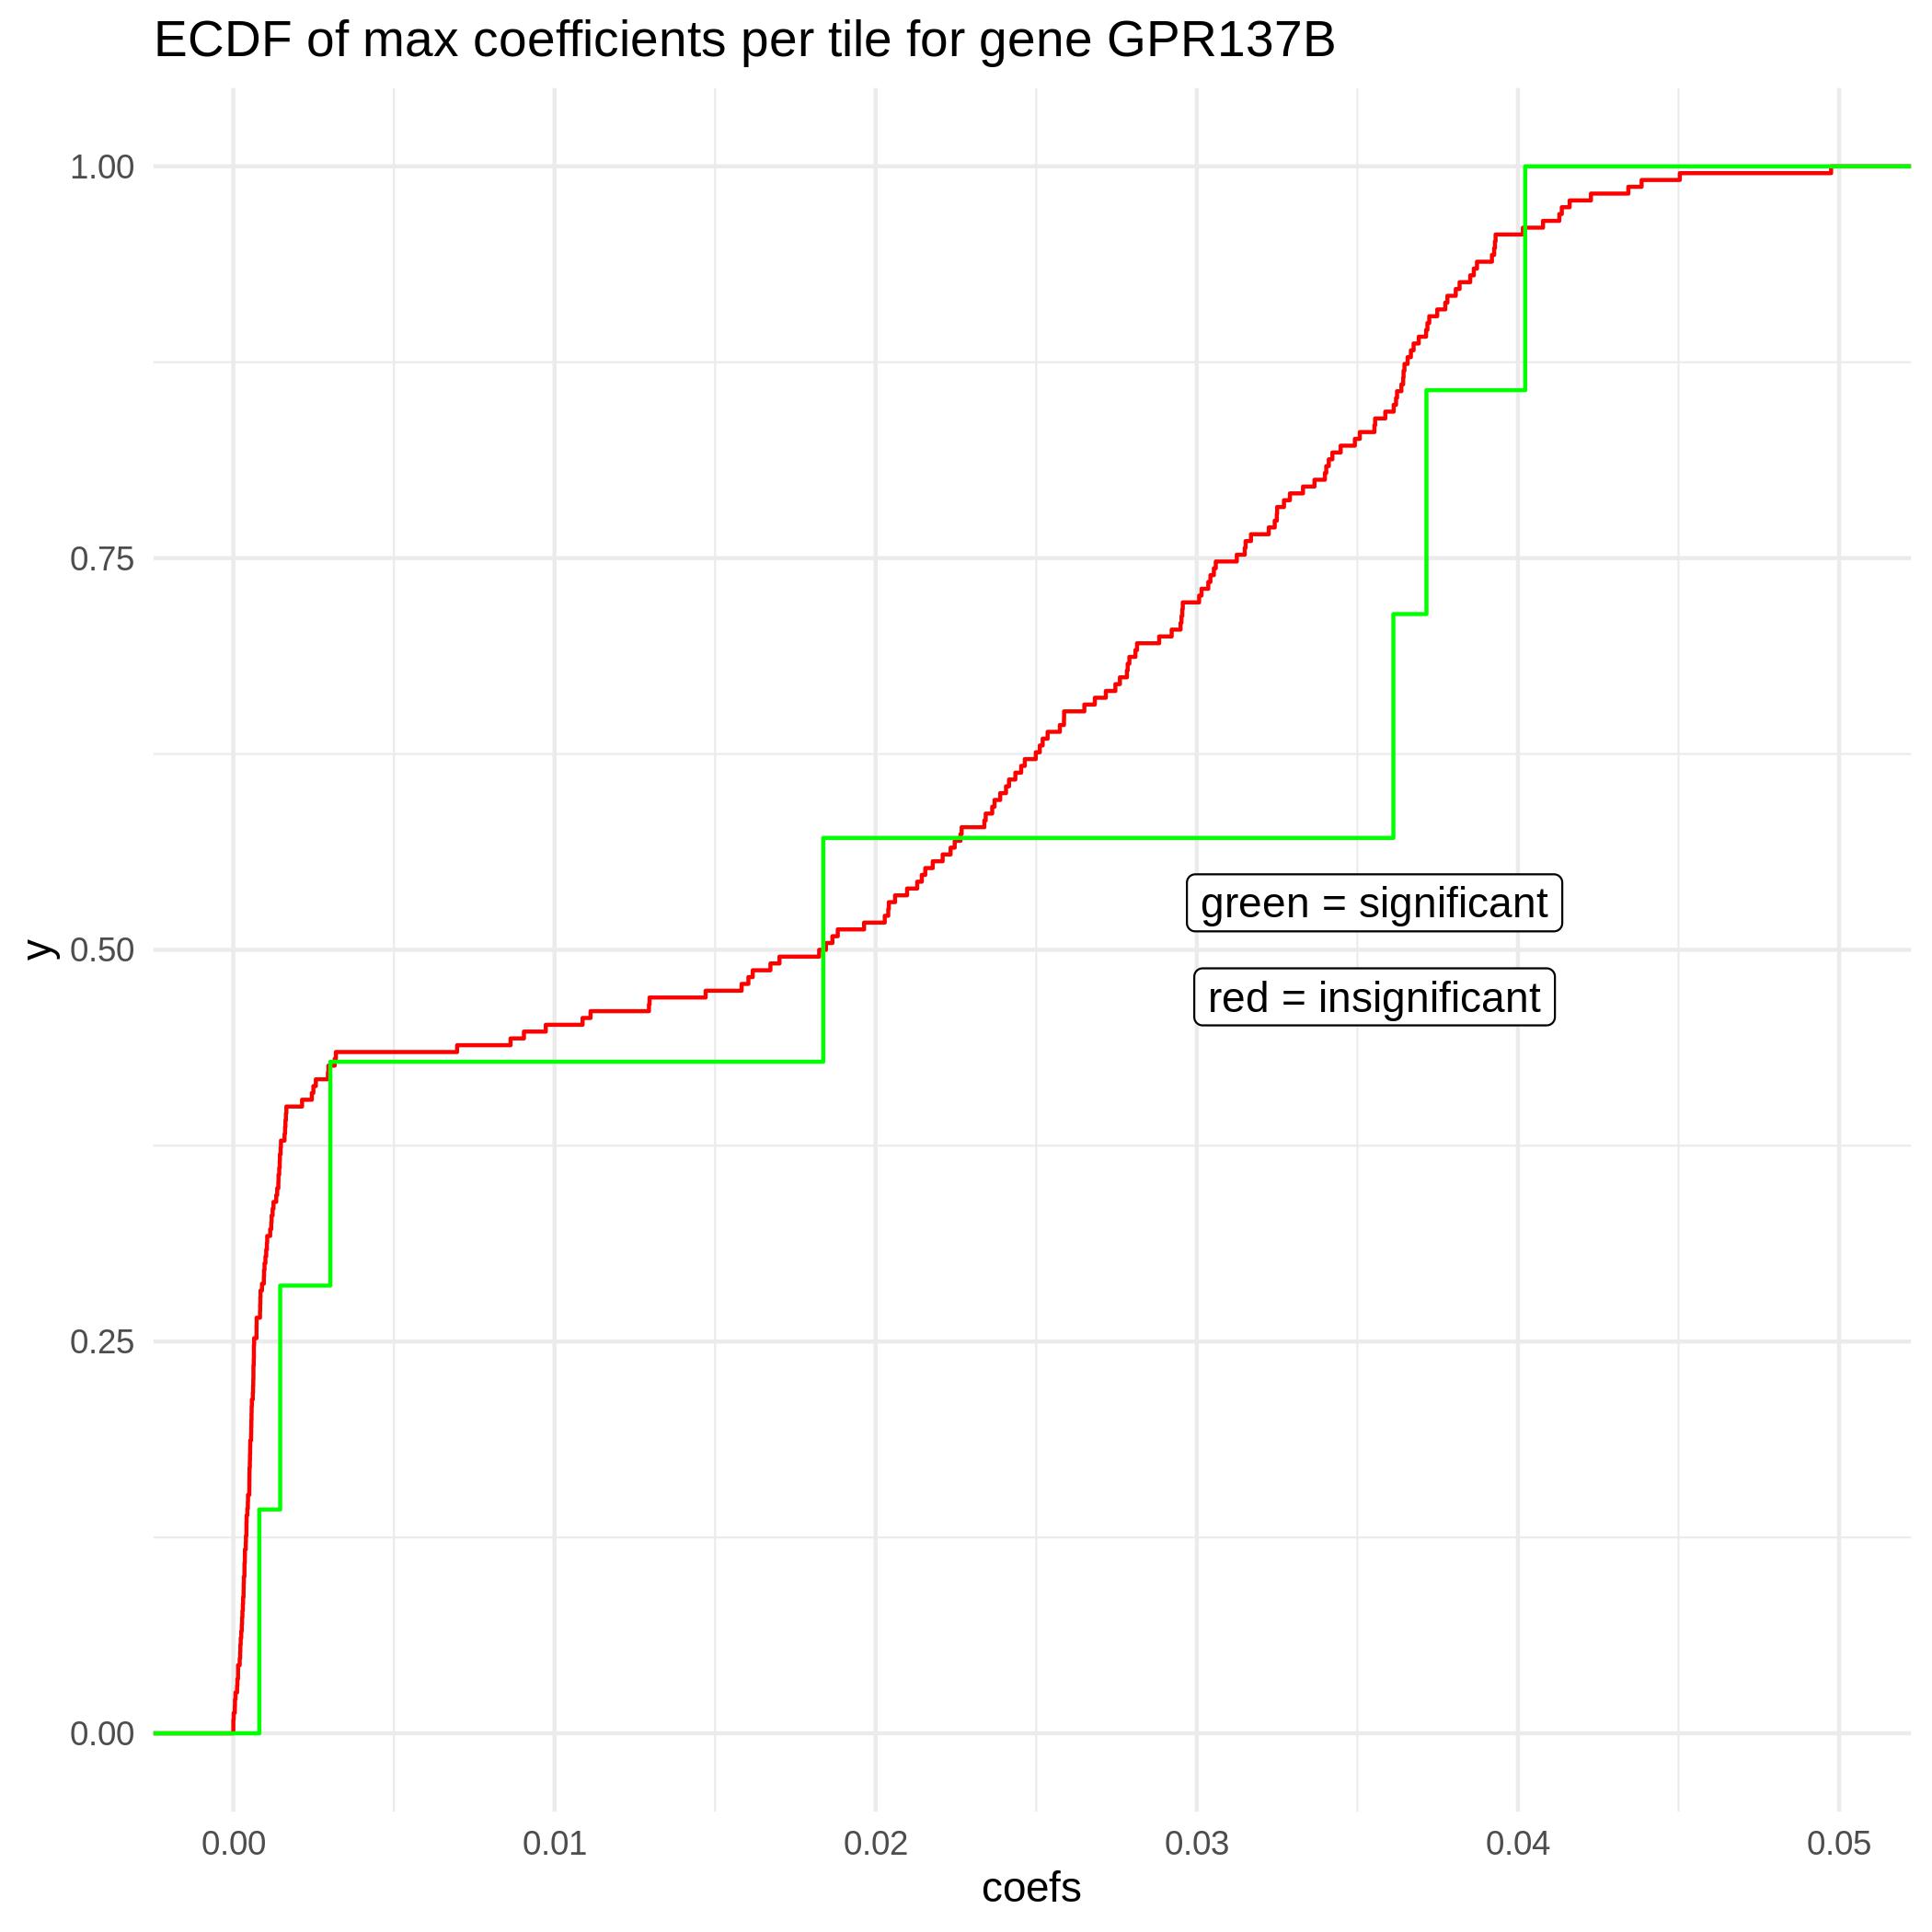 ECDF of max coefficients per tile for gene GPR137B
1.00
0.75
0.50
0.25
0.00
y
green = significant
red = insignificant
0.00 0.01 0.02 0.03 0.04 0.05
coefs